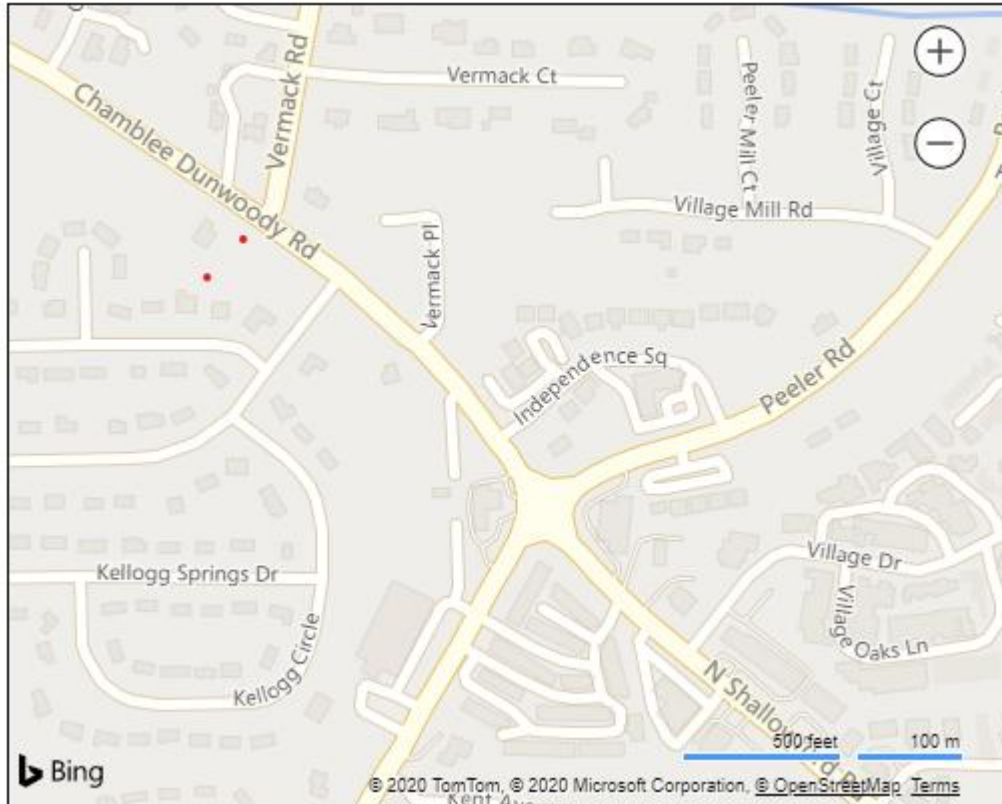 Vermack Rd
Vermack Ct
Peeler Mill Ct
Village Ct
Chamblee Dunwoody Rd
Village Mill Rd
Vermack Pl
Independence Sq
Peeler Rd
Village Dr
Kellogg Springs Dr
Village Oaks Ln
Kellogg Circle
N Shallowford
500 feet
100 m
Bing
© 2020 TomTom, © 2020 Microsoft Corporation, © OpenStreetMap Terms